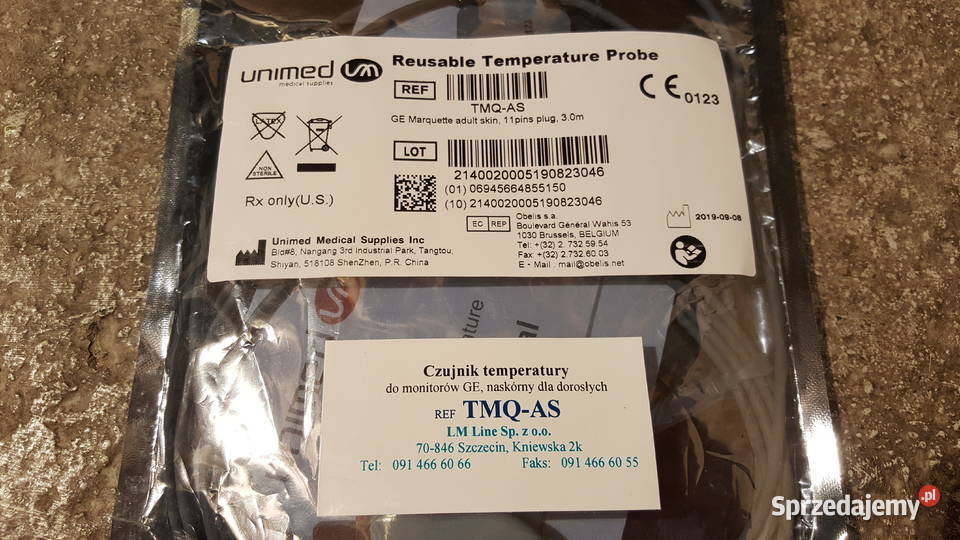 unimed
medical supplies
Reusable Temperature Probe
REF
TMQ-AS
GE Marquette adult skin, 11pins plug, 3.0m
CE 0123
LATEX
NON
STERILE
Rx only(U.S.)
LOT
2140020005190823046
(01) 06945664855150
(10) 2140020005190823046
EC REP
Obelis s.a.
Boulevard Général Wahis 53
1030 Brussels, BELGIUM
Tel: +(32) 2. 732.59.54
Fax: +(32) 2.732.60.03
E - Mail : mail@obelis.net
2019-09-08
Unimed Medical Supplies Inc
Bld#8, Nangang 3rd Industrial Park, Tangtou,
Shiyan, 518108 ShenZhen, P.R. China
Czujnik temperatury
do monitorów GE, naskórny dla dorosłych
REF TMQ-AS
LM Line Sp. z o.o.
70-846 Szczecin, Kniewska 2k
Tel: 091 466 60 66 Faks: 091 466 60 55
Sprzedajemy.pl